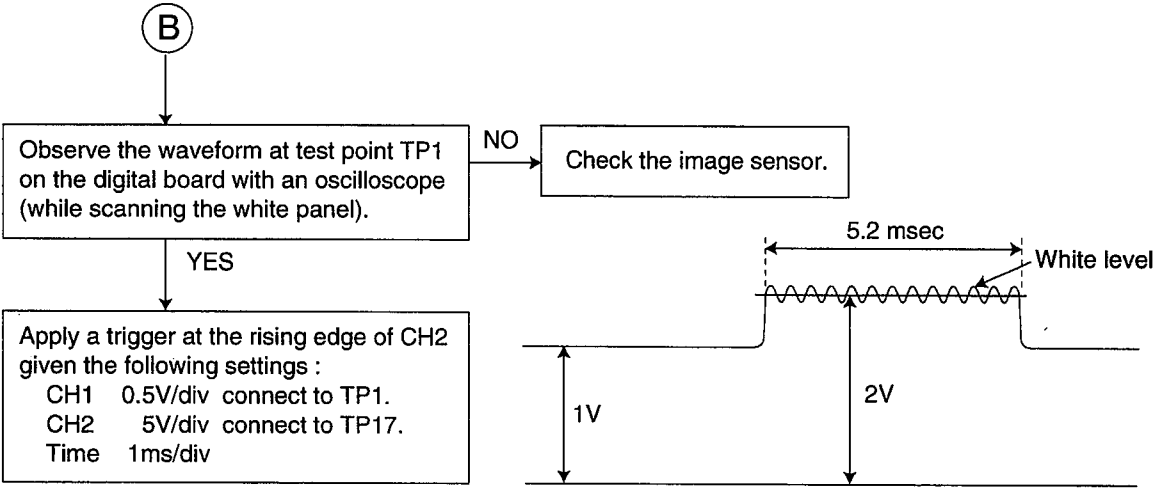 B
Observe the waveform at test point TP1
on the digital board with an oscilloscope
(while scanning the white panel).
NO
Check the image sensor.
YES
Apply a trigger at the rising edge of CH2
given the following settings :
CH1 0.5V/div connect to TP1.
CH2 5V/div connect to TP17.
Time 1ms/div
5.2 msec
White level
1V
2V